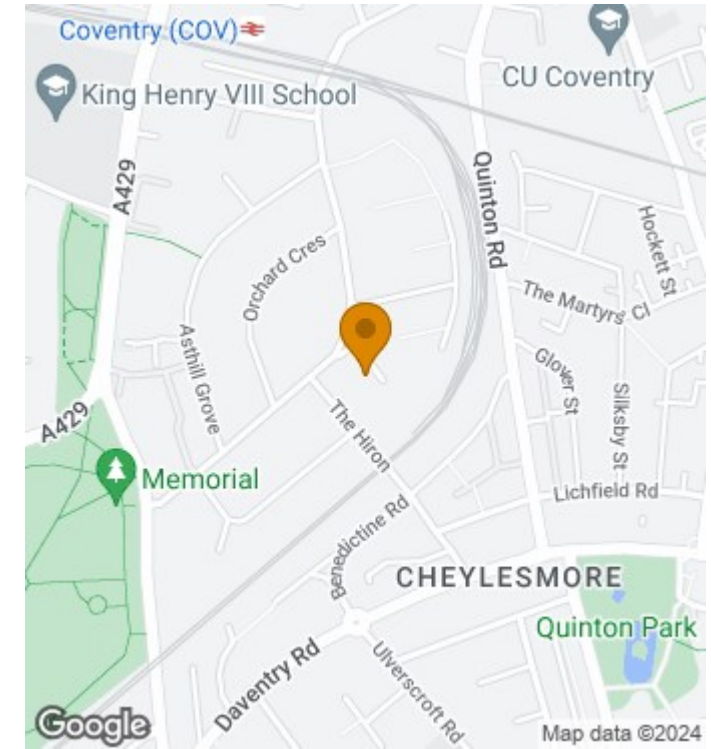 Coventry (COV)
King Henry VIII School
CU Coventry
A429
Quinton Rd
Hockett St
Orchard Cres
The Martyrs' Cl
Asthill Grove
Glover St
Silksby St
A429
The Hiron
Memorial
Lichfield Rd
Benedictine Rd
CHEYLESMORE
Quinton Park
Daventry Rd
Ulverscroft Rd
Google
Map data ©2024